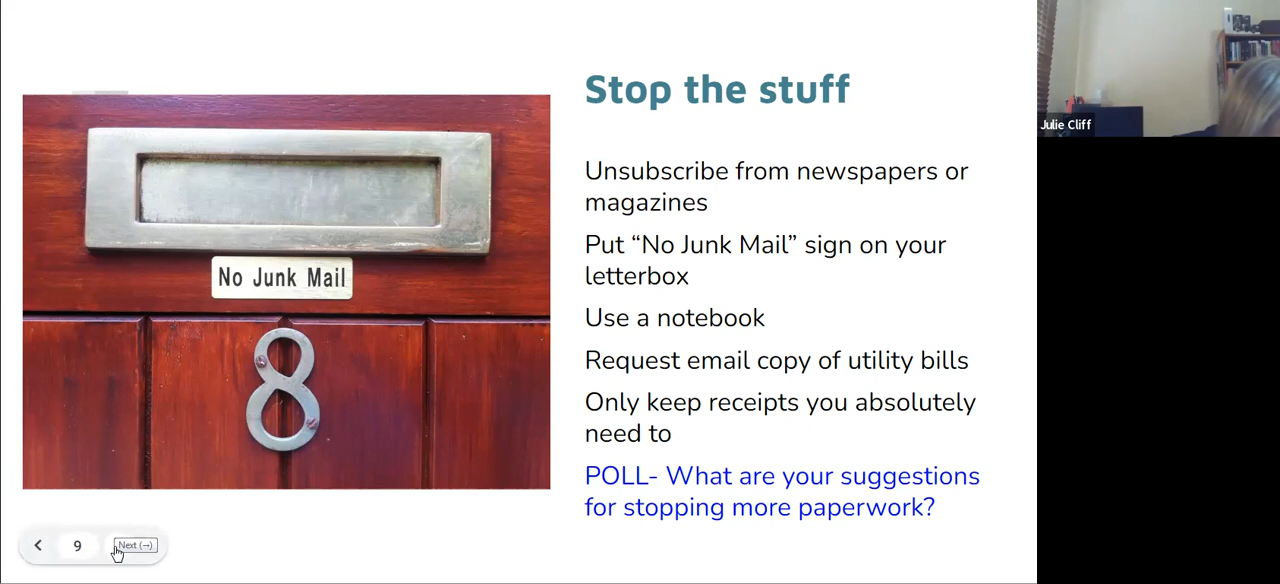 Stop the stuff
Unsubscribe from newspapers or
magazines
Put “No Junk Mail” sign on your
letterbox
Use a notebook
Request email copy of utility bills
Only keep receipts you absolutely
need to
POLL- What are your suggestions
for stopping more paperwork?
No Junk Mail
8
9
Next (→)
Julie Cliff